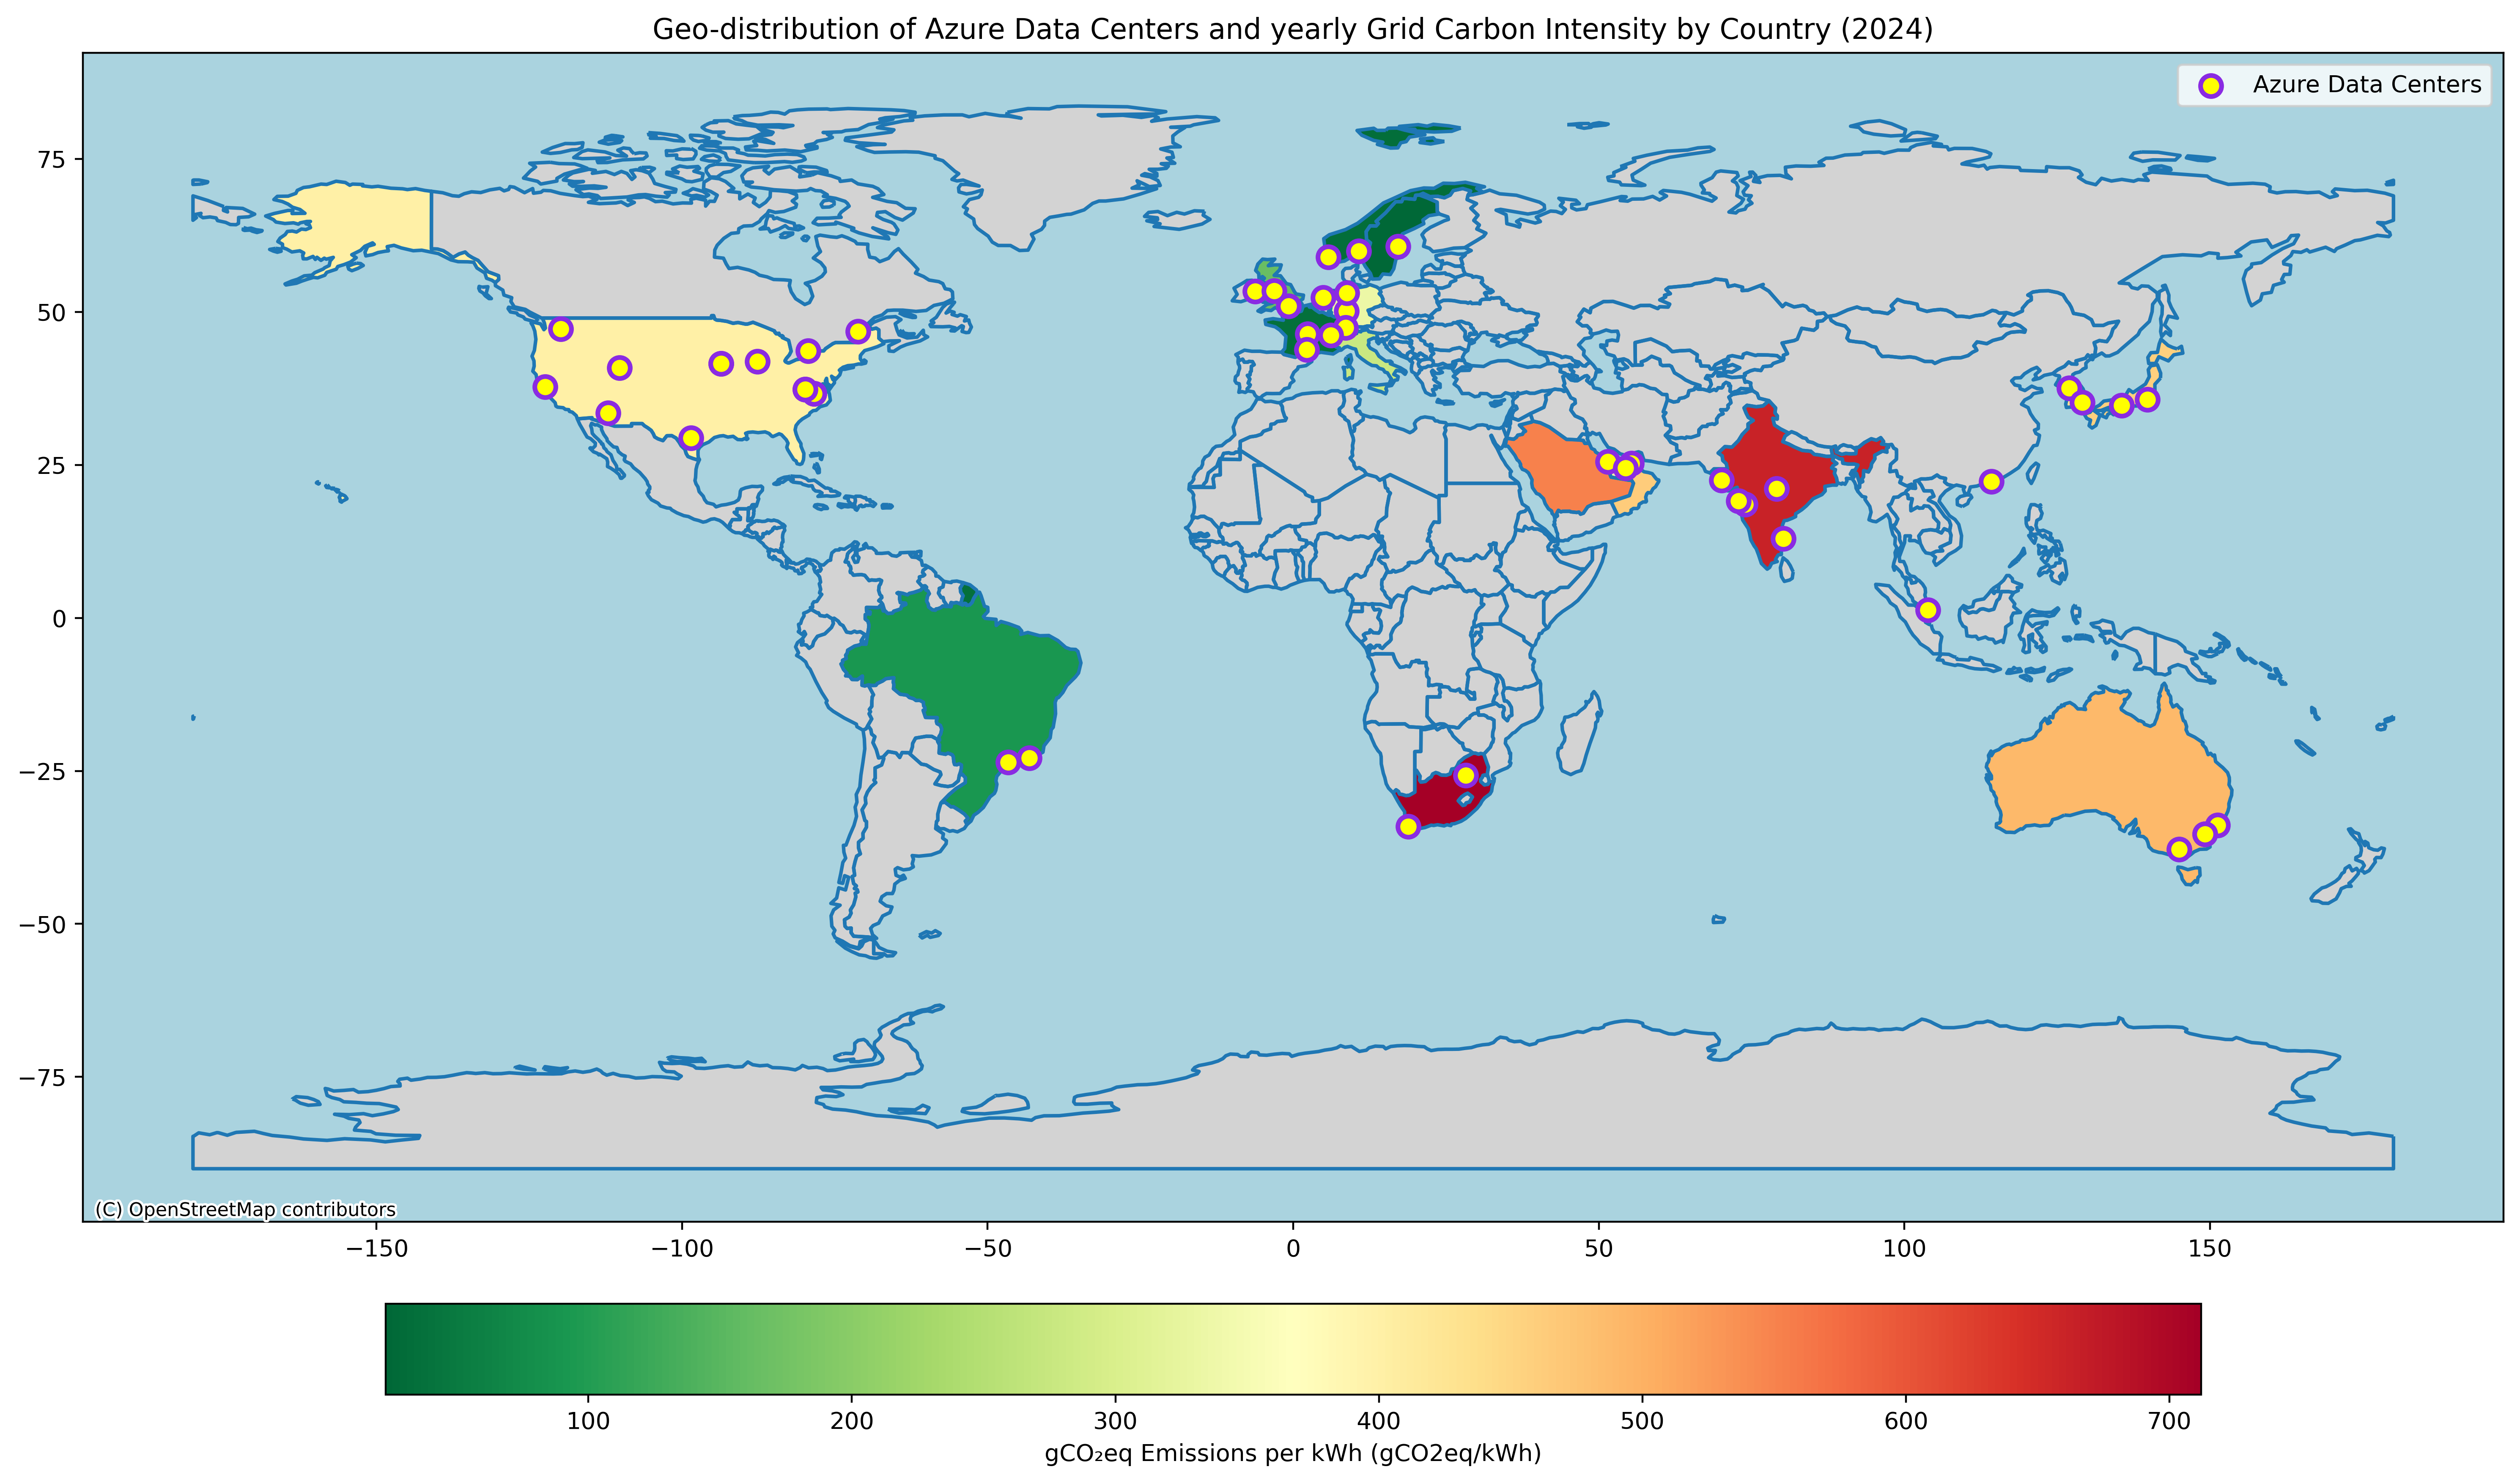 Geo-distribution of Azure Data Centers and yearly Grid Carbon Intensity by Country (2024)
Azure Data Centers
75
50
25
0
−25
−50
−75
(C) OpenStreetMap contributors
−150 −100 −50 0 50 100 150
100 200 300 400 500 600 700
gCO₂eq Emissions per kWh (gCO2eq/kWh)